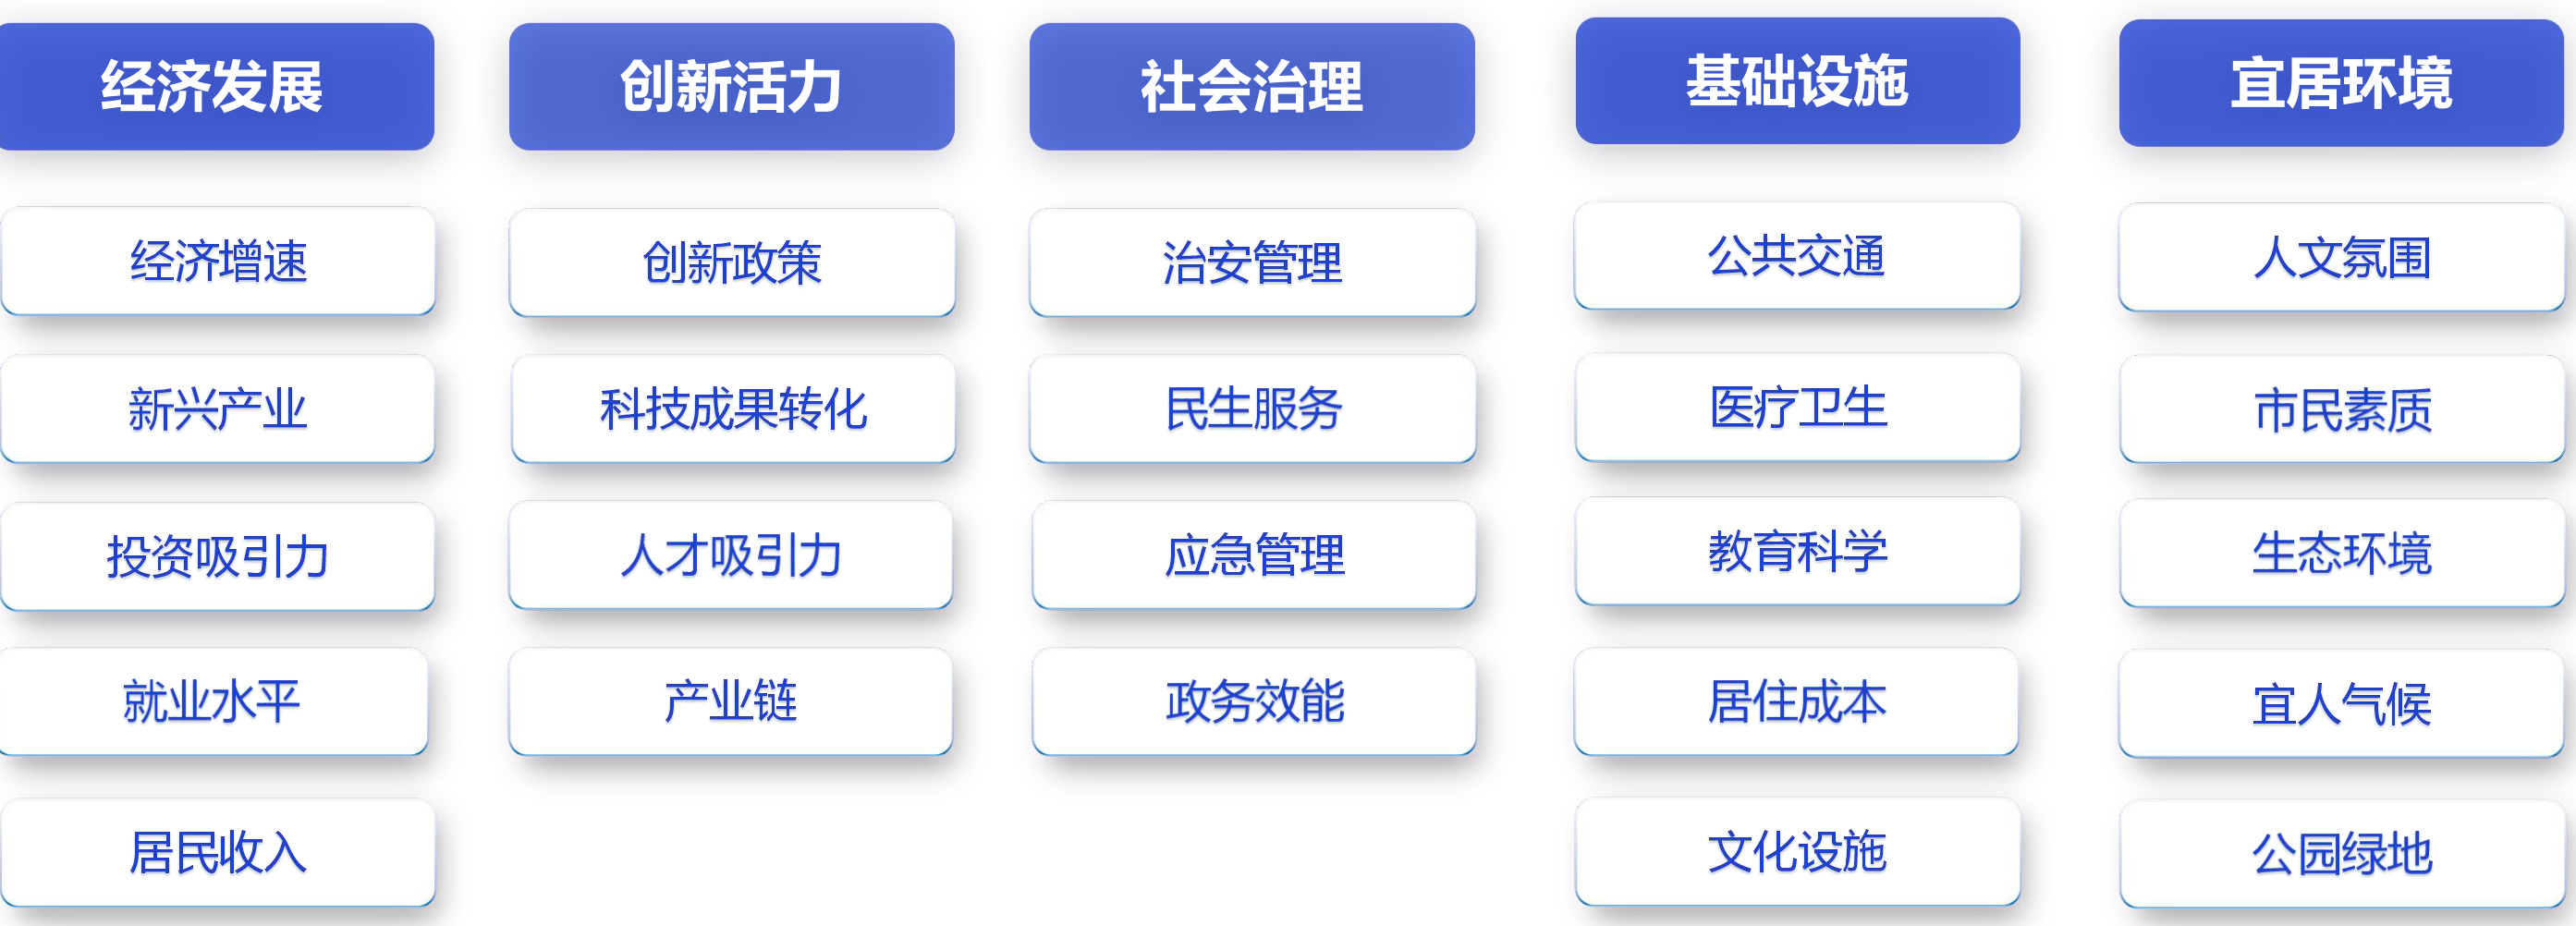 经济发展
创新活力
社会治理
基础设施
宜居环境
经济增速
创新政策
治安管理
公共交通
人文氛围
新兴产业
科技成果转化
民生服务
医疗卫生
市民素质
投资吸引力
人才吸引力
应急管理
教育科学
生态环境
就业水平
产业链
政务效能
居住成本
宜人气候
居民收入
文化设施
公园绿地